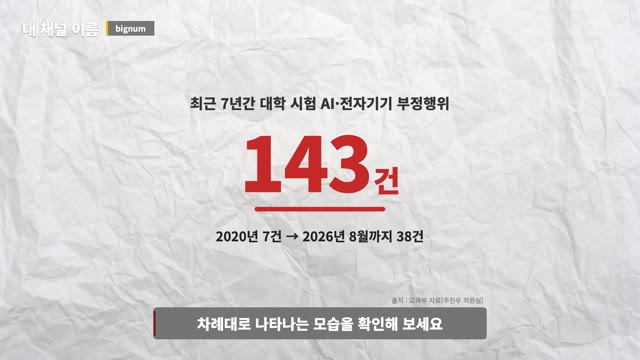 내 채널 이름 bignum
최근 7년간 대학 시험 AI·전자기기 부정행위
143건
2020년 7건 → 2026년 8월까지 38건
출처 : 교육부 자료(주진우 의원실)
차례대로 나타나는 모습을 확인해 보세요